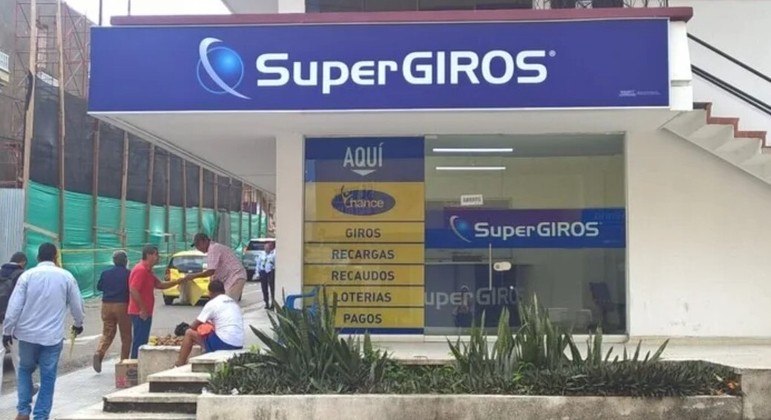 SuperGIROS®
AQUÍ
Chance
GIROS
RECARGAS
RECAUDOS
LOTERIAS
PAGOS
SuperGIROS
SuperGIROS